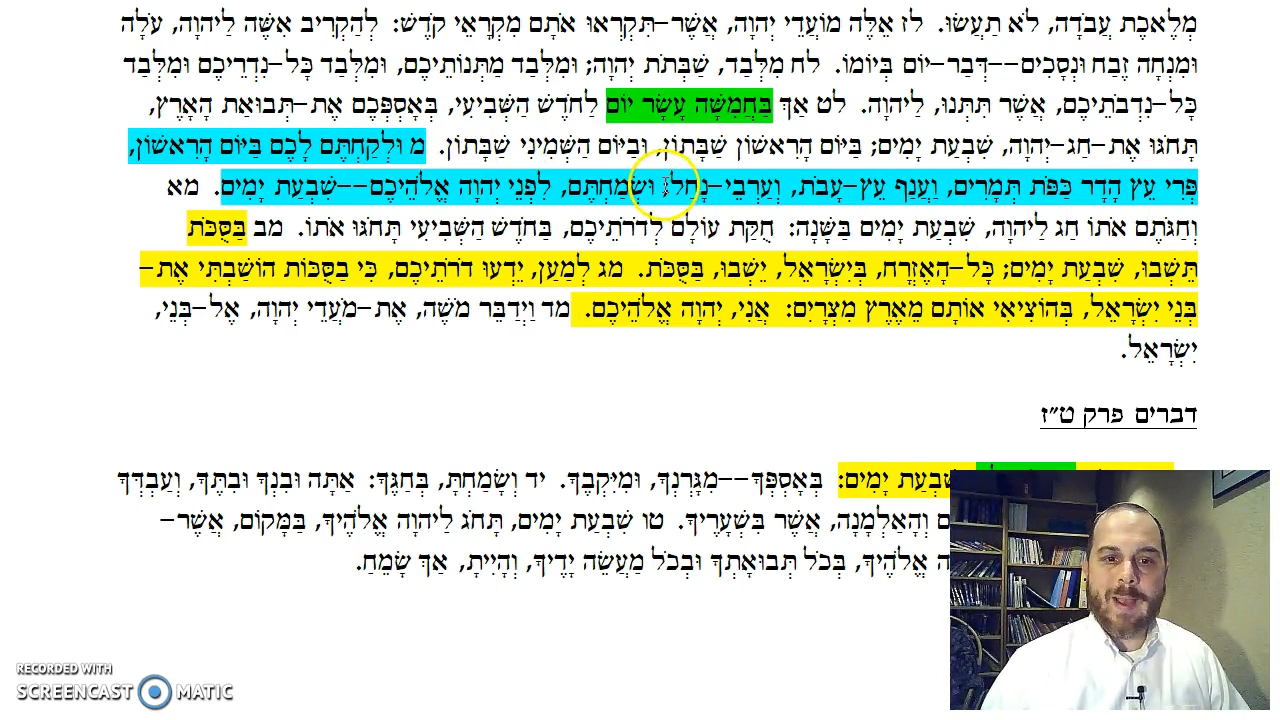 מְלֶאכֶת עֲבֹדָה, לֹא תַעֲשׂוּ. לז אֵלֶּה מוֹעֲדֵי יְהוָה, אֲשֶׁר-תִּקְרְאוּ אֹתָם מִקְרָאֵי קֹדֶשׁ: לְהַקְרִיב אִשֶּׁה לַיהוָה, עֹלָה
וּמִנְחָה זֶבַח וּנְסָכִים--דְּבַר-יוֹם בְּיוֹמוֹ. לח מִלְּבַד, שַׁבְּתֹת יְהוָה; וּמִלְּבַד מַתְּנוֹתֵיכֶם, וּמִלְּבַד כָּל-נִדְרֵיכֶם וּמִלְּבַד
כָּל-נִדְבֹתֵיכֶם, אֲשֶׁר תִּתְּנוּ, לַיהוָה. לט אַךְ בַּחֲמִשָּׁה עָשָׂר יוֹם לַחֹדֶשׁ הַשְּׁבִיעִי, בְּאָסְפְּכֶם אֶת-תְּבוּאַת הָאָרֶץ,
תָּחֹגּוּ אֶת-חַג-יְהוָה, שִׁבְעַת יָמִים; בַּיּוֹם הָרִאשׁוֹן שַׁבָּתוֹן, וּבַיּוֹם הַשְּׁמִינִי שַׁבָּתוֹן. מ וּלְקַחְתֶּם לָכֶם בַּיּוֹם הָרִאשׁוֹן,
פְּרִי עֵץ הָדָר כַּפֹּת תְּמָרִים, וַעֲנַף עֵץ-עָבֹת, וְעַרְבֵי-נָחַל; וּשְׂמַחְתֶּם, לִפְנֵי יְהוָה אֱלֹהֵיכֶם--שִׁבְעַת יָמִים. מא
וְחַגֹּתֶם אֹתוֹ חַג לַיהוָה, שִׁבְעַת יָמִים בַּשָּׁנָה: חֻקַּת עוֹלָם לְדֹרֹתֵיכֶם, בַּחֹדֶשׁ הַשְּׁבִיעִי תָּחֹגּוּ אֹתוֹ. מב בַּסֻּכֹּת
תֵּשְׁבוּ, שִׁבְעַת יָמִים; כָּל-הָאֶזְרָח, בְּיִשְׂרָאֵל, יֵשְׁבוּ, בַּסֻּכֹּת. מג לְמַעַן, יֵדְעוּ דֹרֹתֵיכֶם, כִּי בַסֻּכּוֹת הוֹשַׁבְתִּי אֶת-
בְּנֵי יִשְׂרָאֵל, בְּהוֹצִיאִי אוֹתָם מֵאֶרֶץ מִצְרָיִם: אֲנִי, יְהוָה אֱלֹהֵיכֶם. מד וַיְדַבֵּר מֹשֶׁה, אֶת-מֹעֲדֵי יְהוָה, אֶל-בְּנֵי,
יִשְׂרָאֵל.
דברים פרק ט״ז
שִׁבְעַת יָמִים: בְּאָסְפְּךָ--מִגָּרְנְךָ, וּמִיִּקְבֶךָ. יד וְשָׂמַחְתָּ, בְּחַגֶּךָ: אַתָּה וּבִנְךָ וּבִתֶּךָ, וְעַבְדְּךָ
וְהָאַלְמָנָה, אֲשֶׁר בִּשְׁעָרֶיךָ. טו שִׁבְעַת יָמִים, תָּחֹג לַיהוָה אֱלֹהֶיךָ, בַּמָּקוֹם, אֲשֶׁר-
אֱלֹהֶיךָ, בְּכֹל תְּבוּאָתְךָ וּבְכֹל מַעֲשֵׂה יָדֶיךָ, וְהָיִיתָ, אַךְ שָׂמֵחַ.
RECORDED WITH
SCREENCAST MATIC